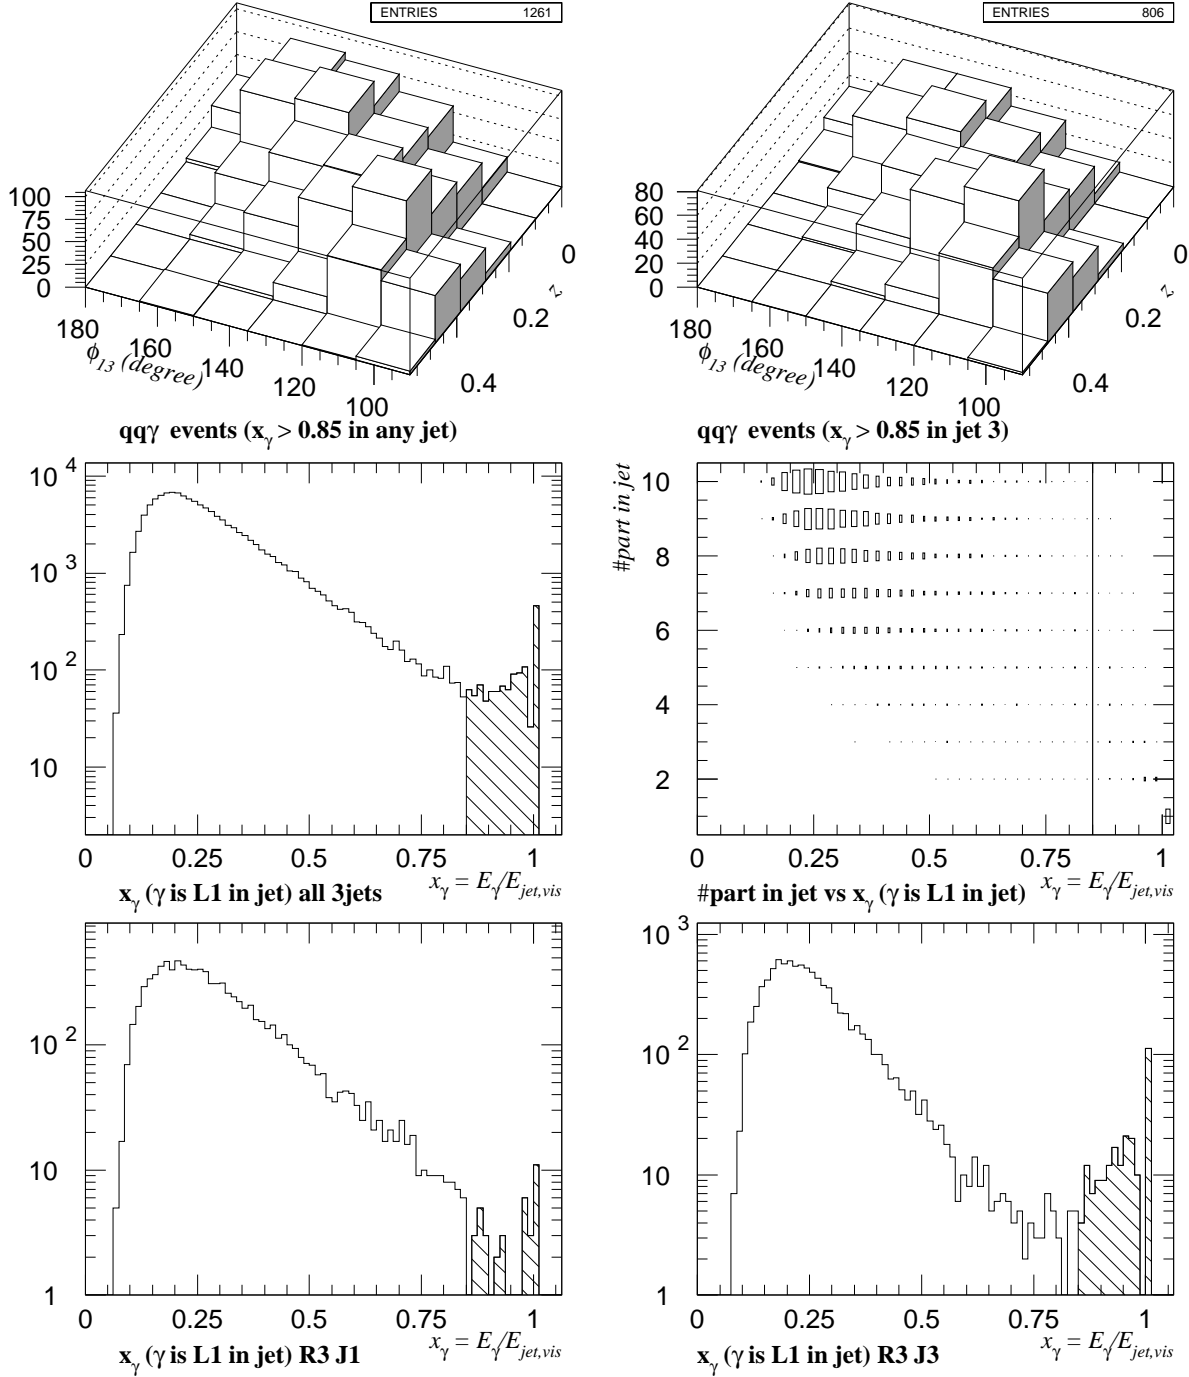 ENTRIES 1261
100
75
50
25
0
180
160
140
120
100
ϕ13 (degree)
0
0.2
0.4
z
qqγ events (xγ > 0.85 in any jet)
ENTRIES 806
80
60
40
20
0
180
160
140
120
100
ϕ13 (degree)
0
0.2
0.4
z
qqγ events (xγ > 0.85 in jet 3)
10^4
10^3
10^2
10
0 0.25 0.5 0.75 1
xγ = Eγ/Ejet,vis
xγ (γ is L1 in jet) all 3jets
#part in jet
10
8
6
4
2
0 0.25 0.5 0.75 1
xγ = Eγ/Ejet,vis
#part in jet vs xγ (γ is L1 in jet)
10^2
10
1
0 0.25 0.5 0.75 1
xγ = Eγ/Ejet,vis
xγ (γ is L1 in jet) R3 J1
10^3
10^2
10
1
0 0.25 0.5 0.75 1
xγ = Eγ/Ejet,vis
xγ (γ is L1 in jet) R3 J3